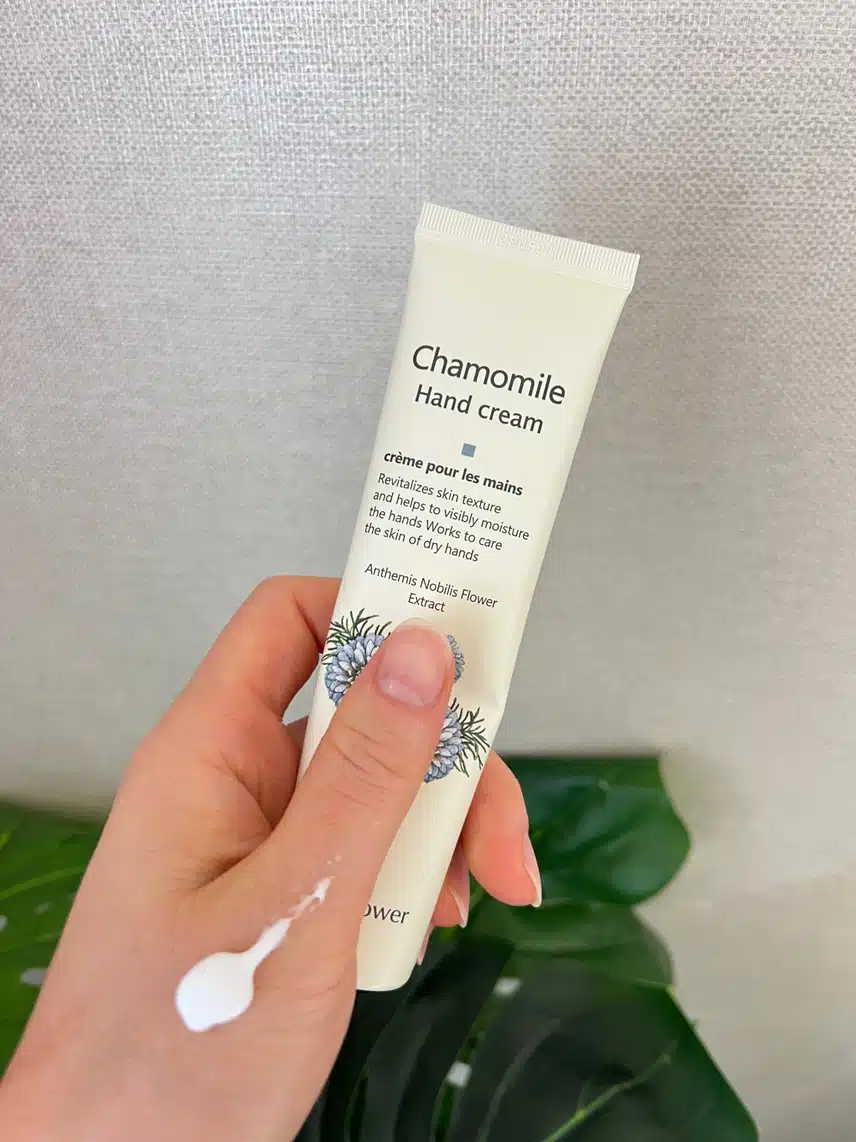 Chamomile
Hand cream
crème pour les mains
Revitalizes skin texture
and helps to visibly moisture
the hands Works to care
the skin of dry hands
Anthemis Nobilis Flower
Extract